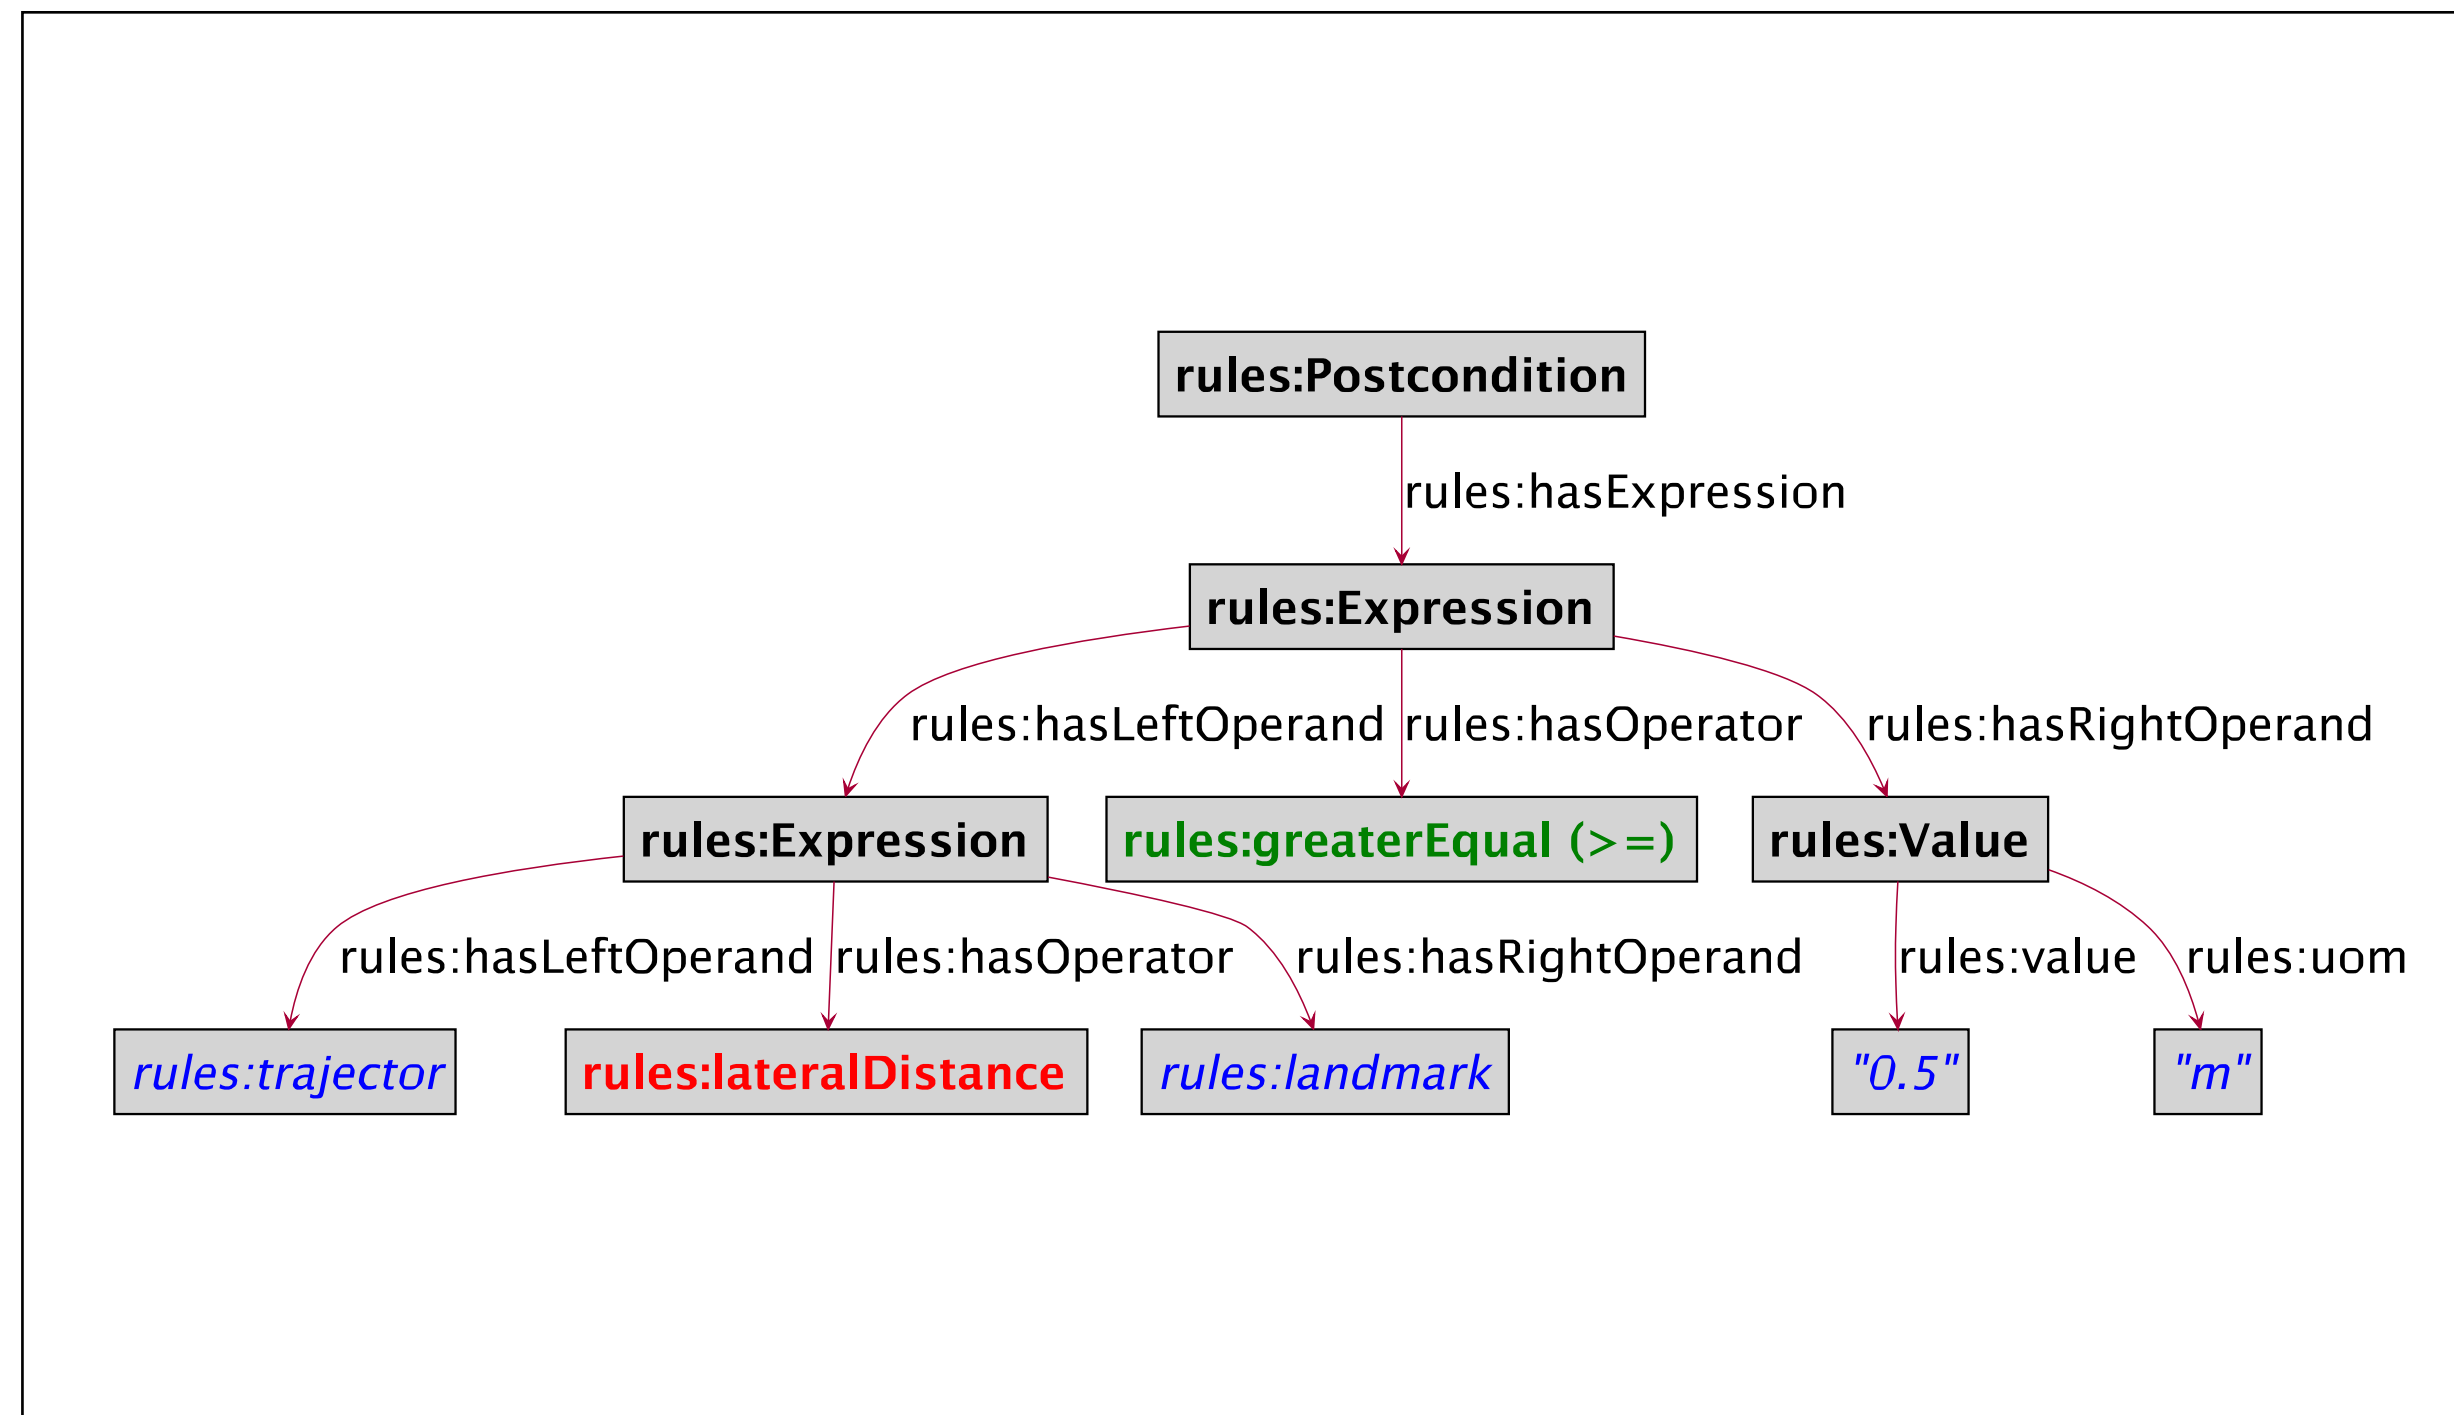 rules:Postcondition
rules:hasExpression
rules:Expression
rules:hasLeftOperand
rules:hasOperator
rules:hasRightOperand
rules:Expression
rules:greaterEqual (>=)
rules:Value
rules:hasLeftOperand
rules:hasOperator
rules:hasRightOperand
rules:value
rules:uom
rules:trajector
rules:lateralDistance
rules:landmark
"0.5"
"m"